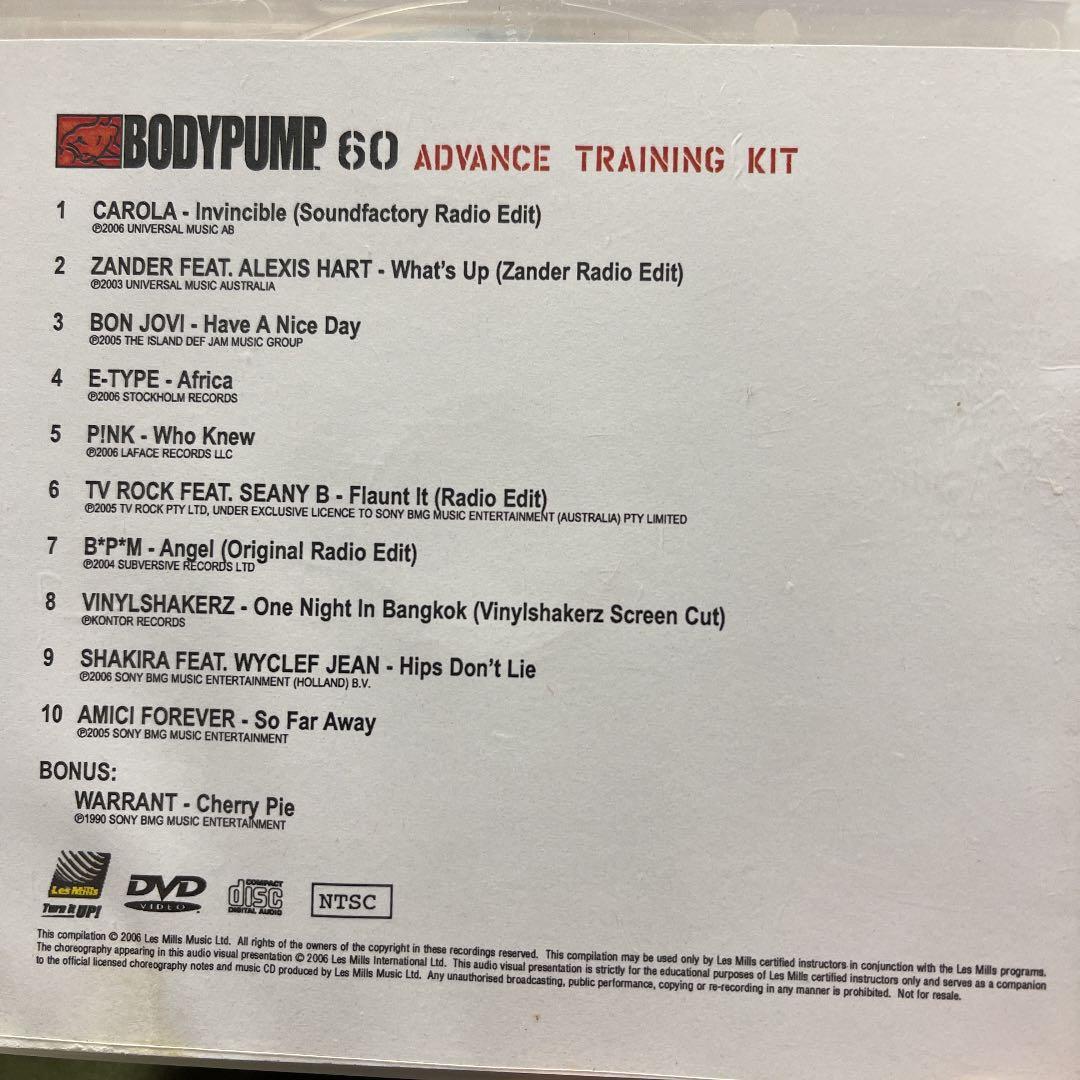 BODYPUMP 60 ADVANCE TRAINING KIT
1 CAROLA - Invincible (Soundfactory Radio Edit)
℗2006 UNIVERSAL MUSIC AB
2 ZANDER FEAT. ALEXIS HART - What's Up (Zander Radio Edit)
℗2003 UNIVERSAL MUSIC AUSTRALIA
3 BON JOVI - Have A Nice Day
℗2005 THE ISLAND DEF JAM MUSIC GROUP
4 E-TYPE - Africa
℗2006 STOCKHOLM RECORDS
5 P!NK - Who Knew
℗2006 LAFACE RECORDS LLC
6 TV ROCK FEAT. SEANY B - Flaunt It (Radio Edit)
℗2005 TV ROCK PTY LTD, UNDER EXCLUSIVE LICENCE TO SONY BMG MUSIC ENTERTAINMENT (AUSTRALIA) PTY LIMITED
7 B*P*M - Angel (Original Radio Edit)
℗2004 SUBVERSIVE RECORDS LTD
8 VINYLSHAKERZ - One Night In Bangkok (Vinylshakerz Screen Cut)
℗KONTOR RECORDS
9 SHAKIRA FEAT. WYCLEF JEAN - Hips Don't Lie
℗2006 SONY BMG MUSIC ENTERTAINMENT (HOLLAND) B.V.
10 AMICI FOREVER - So Far Away
℗2005 SONY BMG MUSIC ENTERTAINMENT
BONUS:
WARRANT - Cherry Pie
℗1990 SONY BMG MUSIC ENTERTAINMENT
Les Mills
Turn it UP!
DVD
VIDEO
COMPACT
disc
DIGITAL AUDIO
NTSC
This compilation © 2006 Les Mills Music Ltd. All rights of the owners of the copyright in these recordings reserved. This compilation may be used only by Les Mills certified instructors in conjunction with the Les Mills programs.
The choreography appearing in this audio visual presentation © 2006 Les Mills International Ltd. This audio visual presentation is strictly for the educational purposes of Les Mills certified instructors only and serves as a companion
to the official licensed choreography notes and music CD produced by Les Mills Music Ltd. Any unauthorised broadcasting, public performance, copying or re-recording in any manner is prohibited. Not for resale.